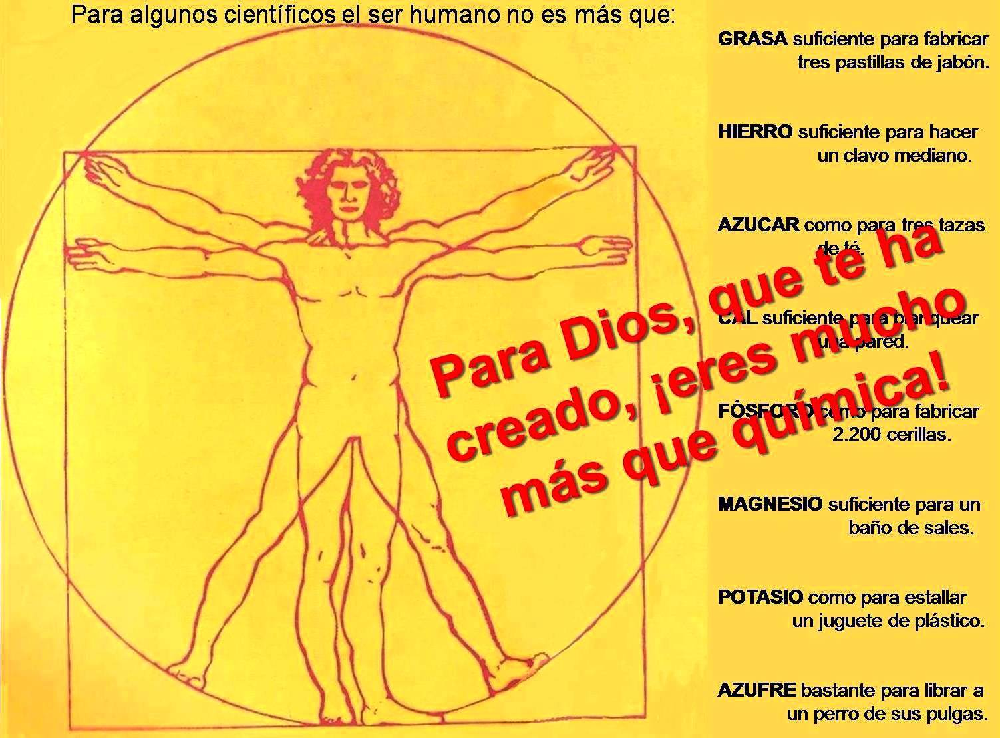 Para algunos científicos el ser humano no es más que:
GRASA suficiente para fabricar
tres pastillas de jabón.
HIERRO suficiente para hacer
un clavo mediano.
AZUCAR como para tres tazas
de té.
CAL suficiente para blanquear
una pared.
FÓSFORO como para fabricar
2.200 cerillas.
MAGNESIO suficiente para un
baño de sales.
POTASIO como para estallar
un juguete de plástico.
AZUFRE bastante para librar a
un perro de sus pulgas.
Para Dios, que te ha
creado, ¡eres mucho
más que química!